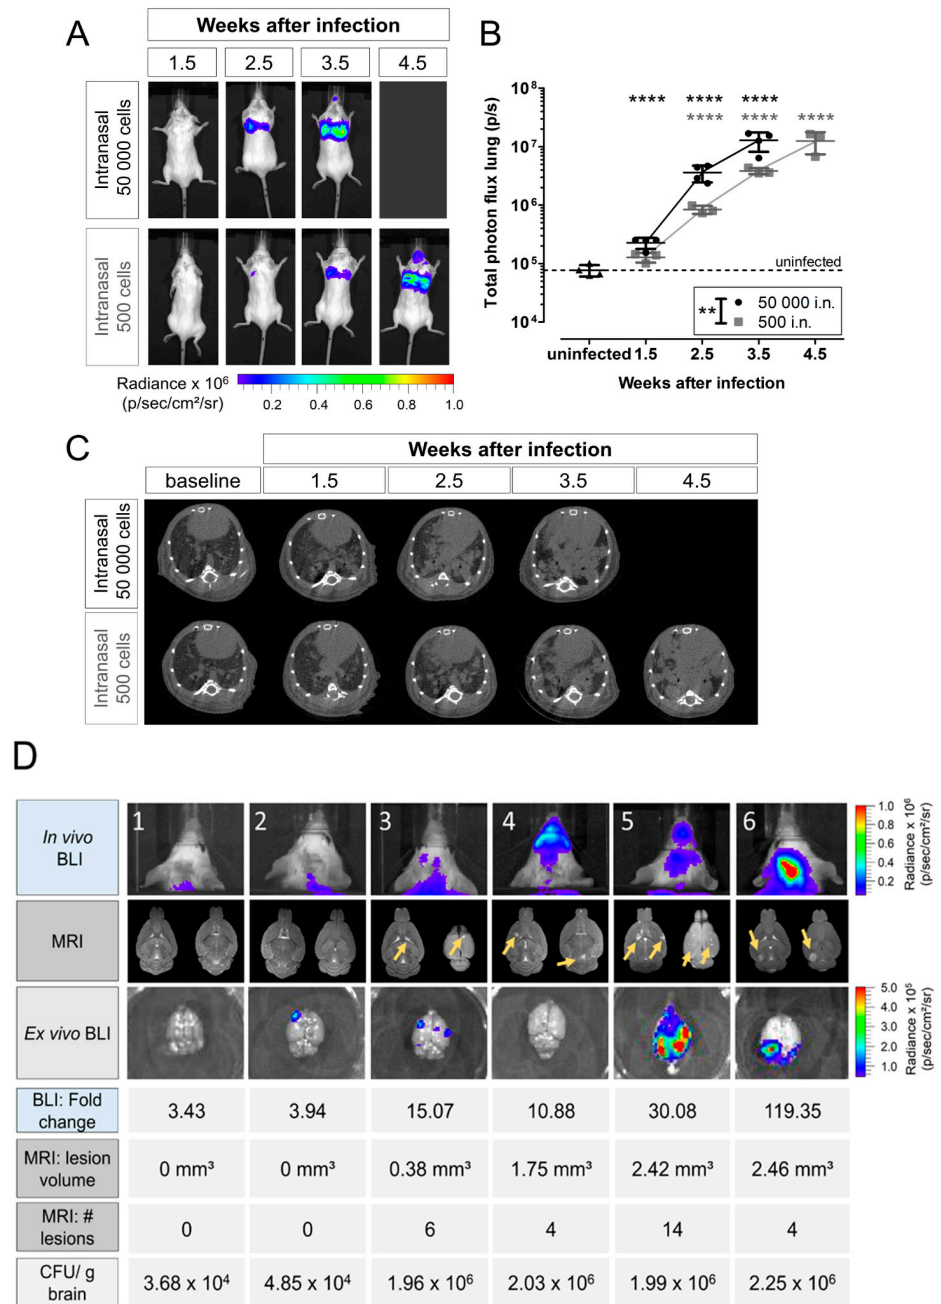 A
Weeks after infection
1.5 2.5 3.5 4.5
Intranasal
50 000 cells
Intranasal
500 cells
Radiance x 10⁶
(p/sec/cm²/sr)
0.2 0.4 0.6 0.8 1.0
B
Total photon flux lung (p/s)
10⁸
10⁷
10⁶
10⁵
10⁴
**** **** ****
**** **** ****
uninfected
** 50 000 i.n.
500 i.n.
uninfected 1.5 2.5 3.5 4.5
Weeks after infection
C
Weeks after infection
baseline 1.5 2.5 3.5 4.5
Intranasal
50 000 cells
Intranasal
500 cells
D
In vivo
BLI
1 2 3 4 5 6
1.0
0.8
0.6
0.4
0.2
Radiance x 10⁶
(p/sec/cm²/sr)
MRI
Ex vivo BLI
5.0
4.0
3.0
2.0
1.0
Radiance x 10⁵
(p/sec/cm²/sr)
BLI: Fold
change
3.43 3.94 15.07 10.88 30.08 119.35
MRI: lesion
volume
0 mm³ 0 mm³ 0.38 mm³ 1.75 mm³ 2.42 mm³ 2.46 mm³
MRI: #
lesions
0 0 6 4 14 4
CFU/ g
brain
3.68 x 10⁴ 4.85 x 10⁴ 1.96 x 10⁶ 2.03 x 10⁶ 1.99 x 10⁶ 2.25 x 10⁶